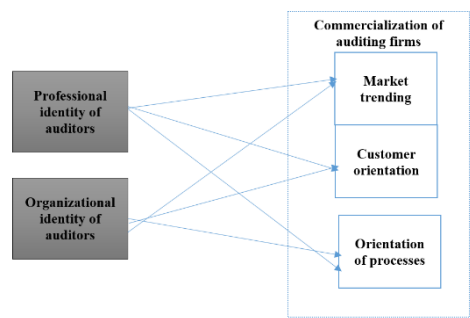 Commercialization of
auditing firms
Professional
identity of
auditors
Market
trending
Customer
orientation
Organizational
identity of
auditors
Orientation
of processes